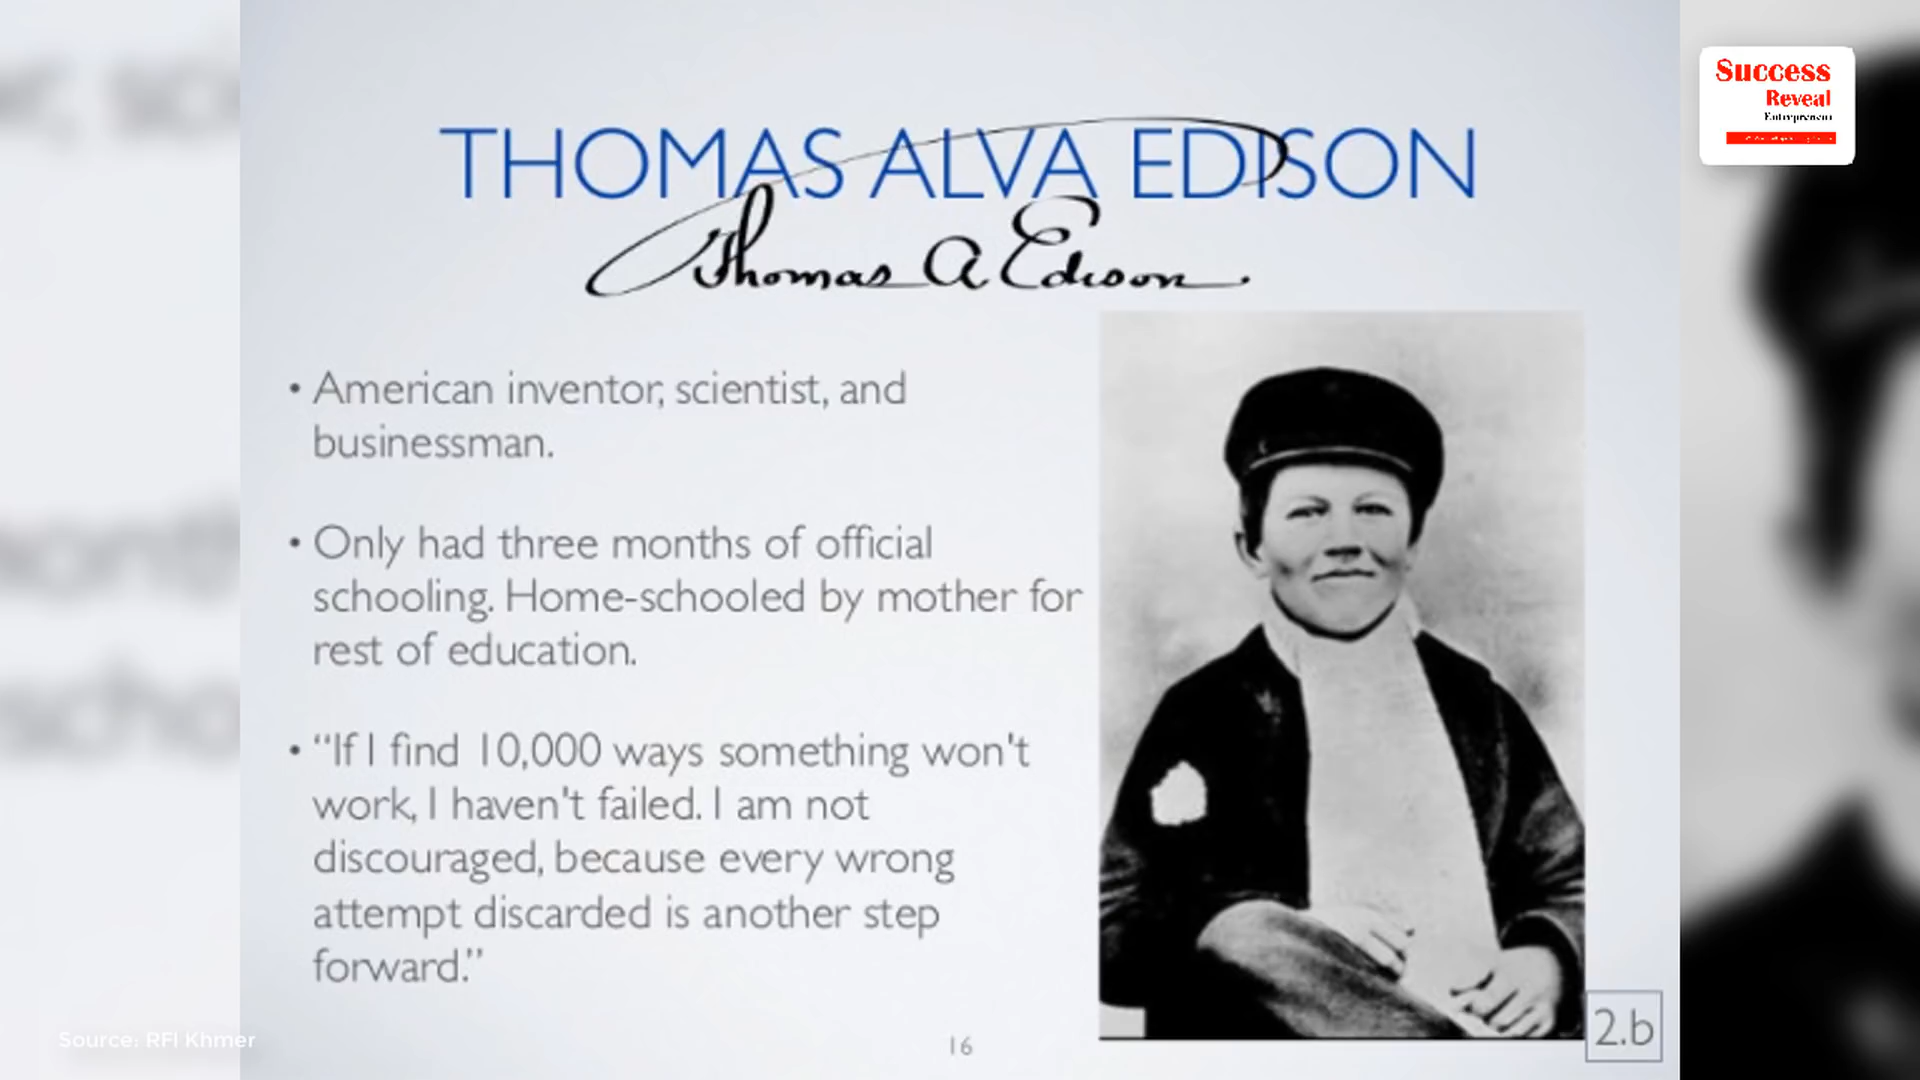 Success
Reveal
Entrepreneur
THOMAS ALVA EDISON
Thomas A Edison
• American inventor, scientist, and
businessman.
• Only had three months of official
schooling. Home-schooled by mother for
rest of education.
• “If I find 10,000 ways something won't
work, I haven't failed. I am not
discouraged, because every wrong
attempt discarded is another step
forward.”
2.b
Source: RFI Khmer
16